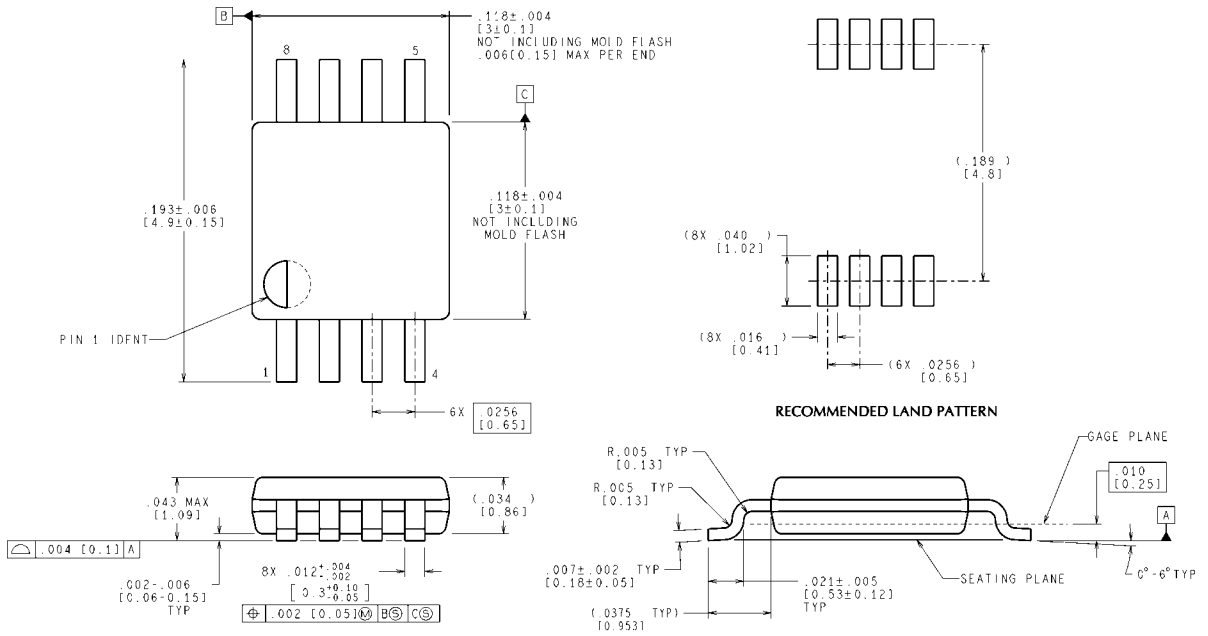 B
.118±.004
[3±0.1]
NOT INCLUDING MOLD FLASH
.006[0.15] MAX PER END
8
5
C
.193±.006
[4.9±0.15]
.118±.004
[3±0.1]
NOT INCLUDING
MOLD FLASH
PIN 1 IDENT
1
4
6X .0256
[0.65]
(.189 )
[4.8]
(8X .040 )
[1.02]
(8X .016 )
[0.41]
(6X .0256 )
[0.65]
RECOMMENDED LAND PATTERN
.043 MAX
[1.09]
(.034 )
[0.86]
⌓ .004 [0.1] A
.002-.006
[0.06-0.15]
TYP
8X .012 +.004 -.002
[ 0.3 +0.10 -0.05 ]
⌖ .002 [0.05]Ⓜ BⓈ CⓈ
R.005 TYP
[0.13]
R.005 TYP
[0.13]
GAGE PLANE
.010
[0.25]
A
.007±.002 TYP
[0.18±0.05]
.021±.005
[0.53±0.12]
TYP
SEATING PLANE
0°-6° TYP
(.0375 TYP)
[0.953]